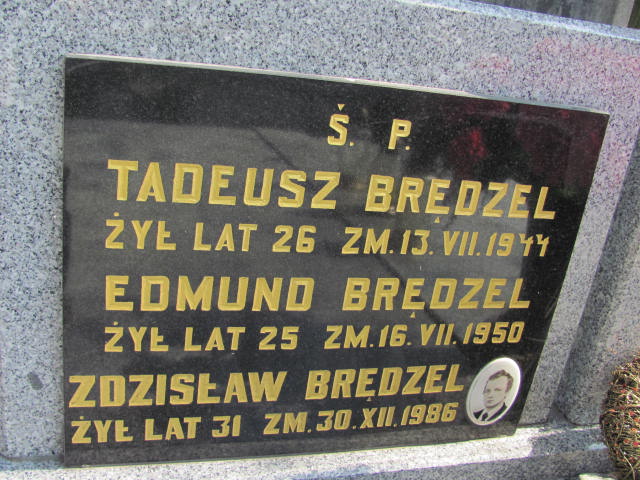 Ś. P.
TADEUSZ BRĘDZEL
ŻYŁ LAT 26 ZM. 13. VII. 1944
EDMUND BRĘDZEL
ŻYŁ LAT 25 ZM. 16. VII. 1950
ZDZISŁAW BRĘDZEL
ŻYŁ LAT 31 ZM. 30. XII. 1986